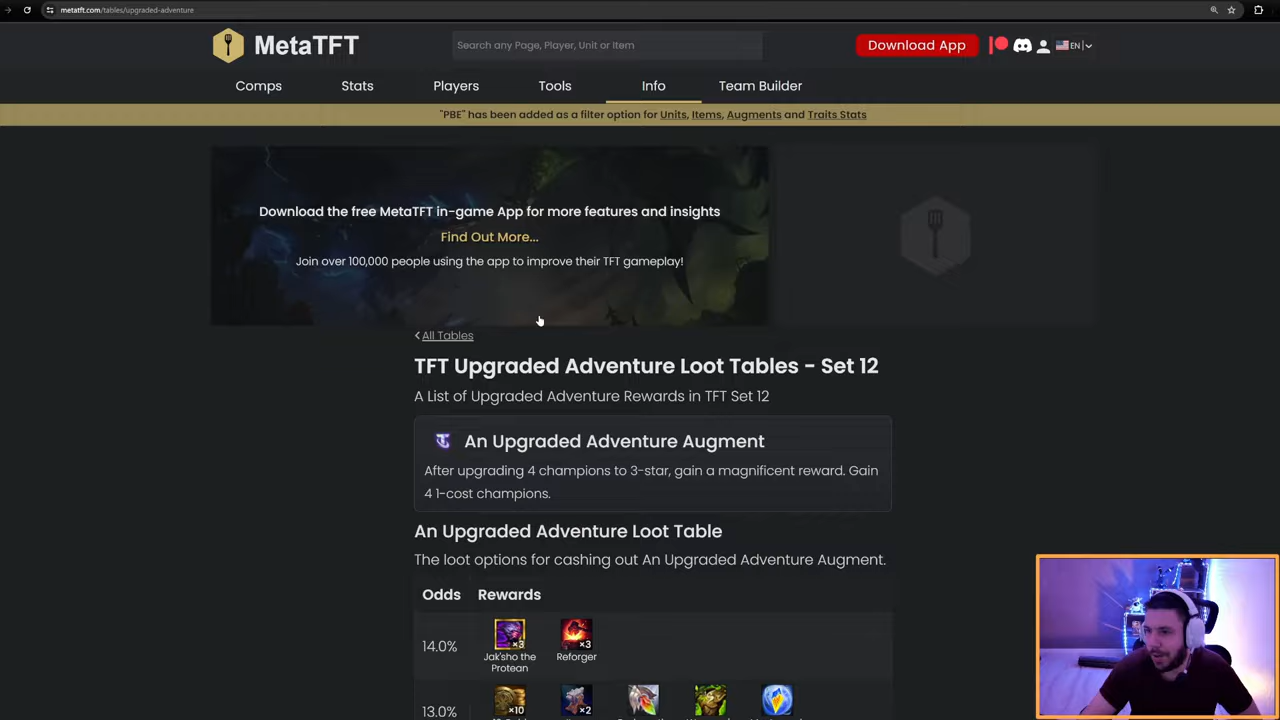 metatft.com/tables/upgraded-adventure
MetaTFT
Search any Page, Player, Unit or Item
Download App
EN
Comps
Stats
Players
Tools
Info
Team Builder
"PBE" has been added as a filter option for Units, Items, Augments and Traits Stats
Download the free MetaTFT in-game App for more features and insights
Find Out More...
Join over 100,000 people using the app to improve their TFT gameplay!
All Tables
TFT Upgraded Adventure Loot Tables - Set 12
A List of Upgraded Adventure Rewards in TFT Set 12
An Upgraded Adventure Augment
After upgrading 4 champions to 3-star, gain a magnificent reward. Gain
4 1-cost champions.
An Upgraded Adventure Loot Table
The loot options for cashing out An Upgraded Adventure Augment.
Odds Rewards
14.0%
×3
×3
Jak'sho the
Protean
Reforger
13.0%
×10
×2